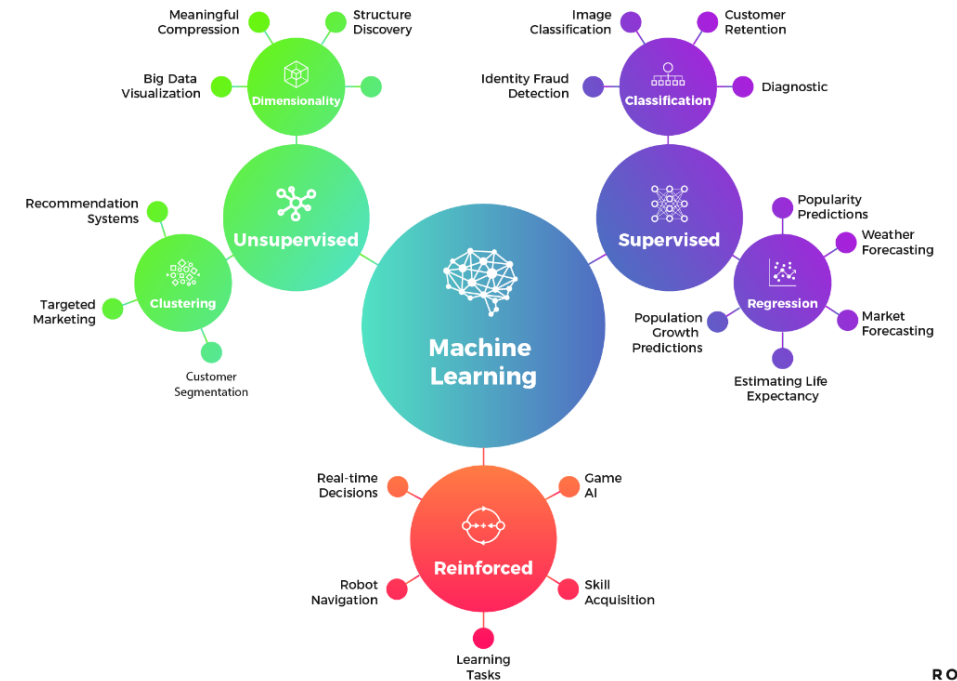 Meaningful
Compression
Structure
Discovery
Big Data
Visualization
Dimensionality
Image
Classification
Customer
Retention
Identity Fraud
Detection
Diagnostic
Classification
Recommendation
Systems
Unsupervised
Targeted
Marketing
Clustering
Customer
Segmentation
Supervised
Popularity
Predictions
Weather
Forecasting
Regression
Population
Growth
Predictions
Market
Forecasting
Estimating Life
Expectancy
Machine
Learning
Real-time
Decisions
Game
AI
Reinforced
Robot
Navigation
Skill
Acquisition
Learning
Tasks
RO